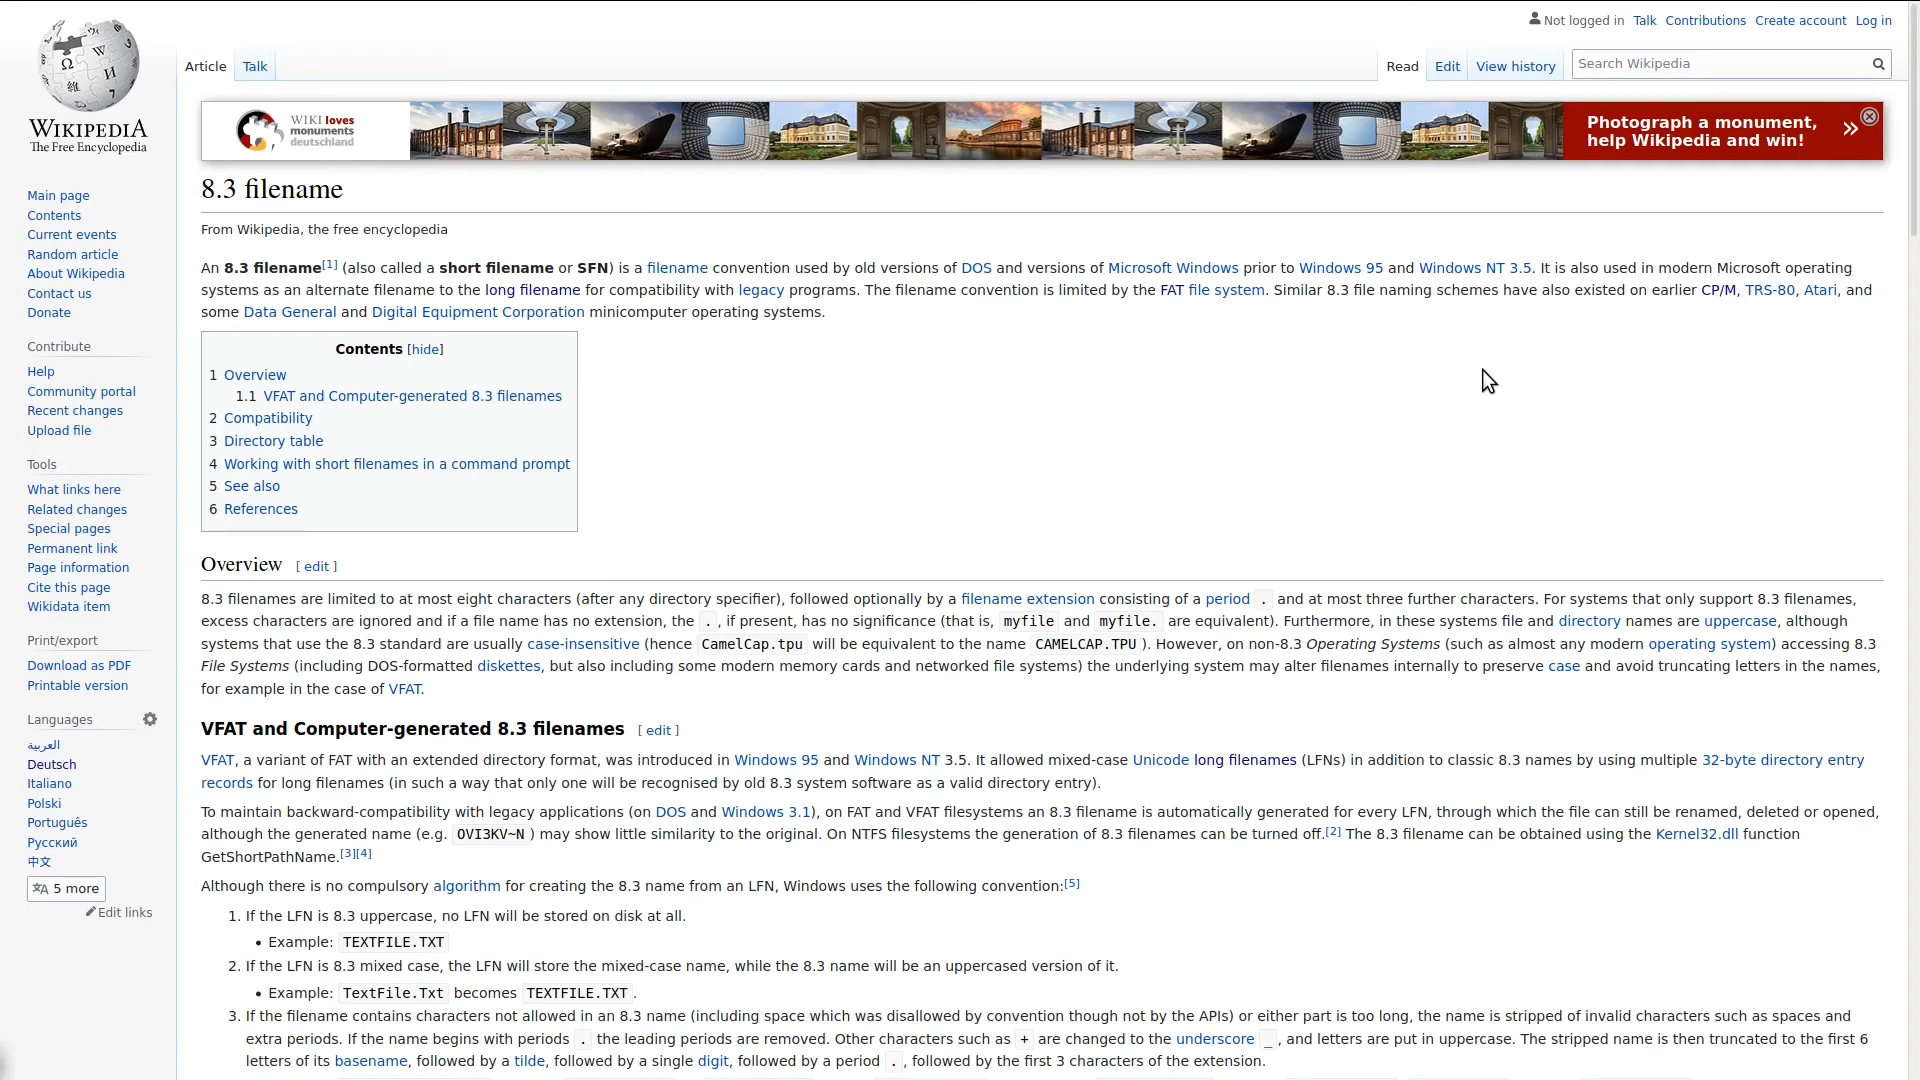 Not logged in Talk Contributions Create account Log in
Article Talk Read Edit View history Search Wikipedia
WIKIPEDIA
The Free Encyclopedia
WIKI loves
monuments
deutschland
Photograph a monument,
help Wikipedia and win!
Main page
Contents
Current events
Random article
About Wikipedia
Contact us
Donate
Contribute
Help
Community portal
Recent changes
Upload file
Tools
What links here
Related changes
Special pages
Permanent link
Page information
Cite this page
Wikidata item
Print/export
Download as PDF
Printable version
Languages
العربية
Deutsch
Italiano
Polski
Português
Русский
中文
5 more
Edit links
8.3 filename
From Wikipedia, the free encyclopedia
An 8.3 filename[1] (also called a short filename or SFN) is a filename convention used by old versions of DOS and versions of Microsoft Windows prior to Windows 95 and Windows NT 3.5. It is also used in modern Microsoft operating
systems as an alternate filename to the long filename for compatibility with legacy programs. The filename convention is limited by the FAT file system. Similar 8.3 file naming schemes have also existed on earlier CP/M, TRS-80, Atari, and
some Data General and Digital Equipment Corporation minicomputer operating systems.
Contents [hide]
1 Overview
1.1 VFAT and Computer-generated 8.3 filenames
2 Compatibility
3 Directory table
4 Working with short filenames in a command prompt
5 See also
6 References
Overview [ edit ]
8.3 filenames are limited to at most eight characters (after any directory specifier), followed optionally by a filename extension consisting of a period . and at most three further characters. For systems that only support 8.3 filenames,
excess characters are ignored and if a file name has no extension, the ., if present, has no significance (that is, myfile and myfile. are equivalent). Furthermore, in these systems file and directory names are uppercase, although
systems that use the 8.3 standard are usually case-insensitive (hence CamelCap.tpu will be equivalent to the name CAMELCAP.TPU ). However, on non-8.3 Operating Systems (such as almost any modern operating system) accessing 8.3
File Systems (including DOS-formatted diskettes, but also including some modern memory cards and networked file systems) the underlying system may alter filenames internally to preserve case and avoid truncating letters in the names,
for example in the case of VFAT.
VFAT and Computer-generated 8.3 filenames [ edit ]
VFAT, a variant of FAT with an extended directory format, was introduced in Windows 95 and Windows NT 3.5. It allowed mixed-case Unicode long filenames (LFNs) in addition to classic 8.3 names by using multiple 32-byte directory entry
records for long filenames (in such a way that only one will be recognised by old 8.3 system software as a valid directory entry).
To maintain backward-compatibility with legacy applications (on DOS and Windows 3.1), on FAT and VFAT filesystems an 8.3 filename is automatically generated for every LFN, through which the file can still be renamed, deleted or opened,
although the generated name (e.g. OVI3KV~N ) may show little similarity to the original. On NTFS filesystems the generation of 8.3 filenames can be turned off.[2] The 8.3 filename can be obtained using the Kernel32.dll function
GetShortPathName.[3][4]
Although there is no compulsory algorithm for creating the 8.3 name from an LFN, Windows uses the following convention:[5]
1. If the LFN is 8.3 uppercase, no LFN will be stored on disk at all.
• Example: TEXTFILE.TXT
2. If the LFN is 8.3 mixed case, the LFN will store the mixed-case name, while the 8.3 name will be an uppercased version of it.
• Example: TextFile.Txt becomes TEXTFILE.TXT.
3. If the filename contains characters not allowed in an 8.3 name (including space which was disallowed by convention though not by the APIs) or either part is too long, the name is stripped of invalid characters such as spaces and
extra periods. If the name begins with periods . the leading periods are removed. Other characters such as + are changed to the underscore _ , and letters are put in uppercase. The stripped name is then truncated to the first 6
letters of its basename, followed by a tilde, followed by a single digit, followed by a period ., followed by the first 3 characters of the extension.